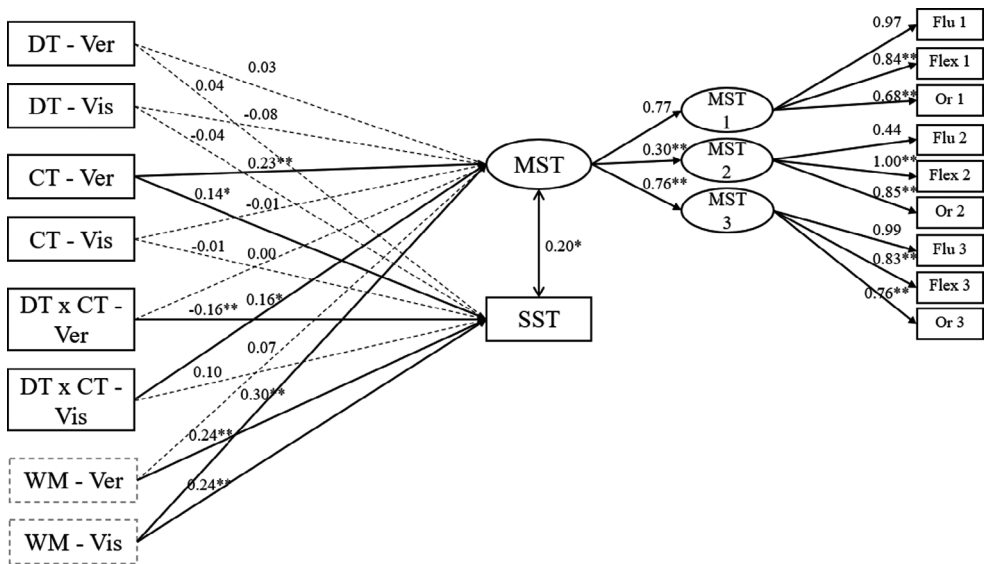 DT - Ver
DT - Vis
CT - Ver
CT - Vis
DT x CT -
Ver
DT x CT -
Vis
WM - Ver
WM - Vis
0.03
0.04
-0.08
-0.04
0.23**
0.14*
-0.01
-0.01
0.00
0.16*
-0.16**
0.07
0.10
0.30**
0.24**
0.24**
MST
0.20*
SST
0.77
0.30**
0.76**
MST
1
MST
2
MST
3
0.97
0.84**
0.68**
0.44
1.00**
0.85**
0.99
0.83**
0.76**
Flu 1
Flex 1
Or 1
Flu 2
Flex 2
Or 2
Flu 3
Flex 3
Or 3